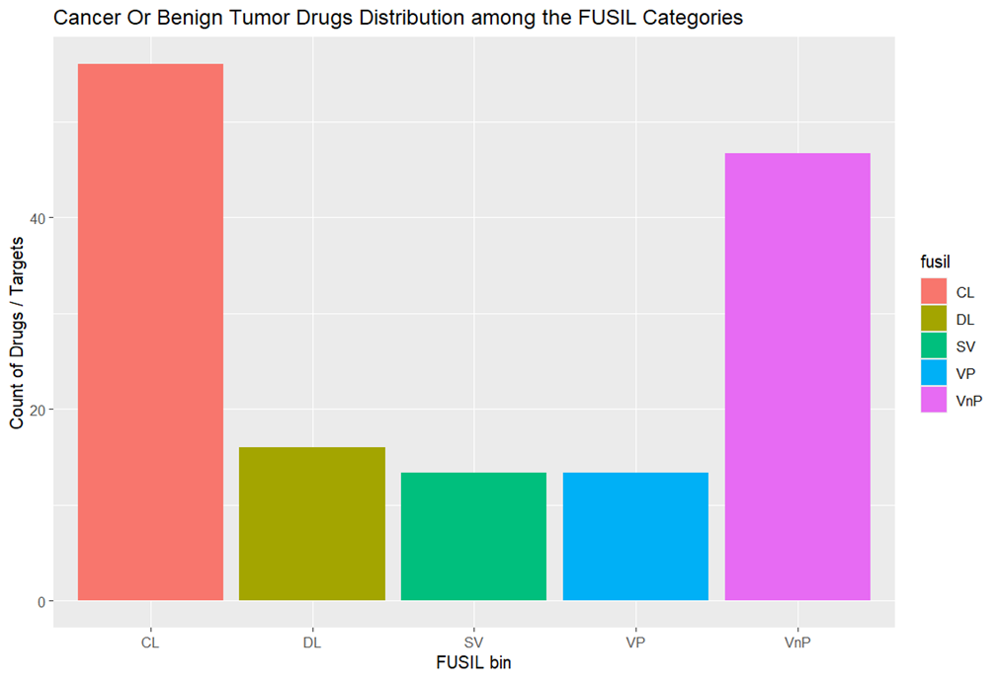 Cancer Or Benign Tumor Drugs Distribution among the FUSIL Categories
Count of Drugs / Targets
40
20
0
CL DL SV VP VnP
FUSIL bin
fusil
CL
DL
SV
VP
VnP